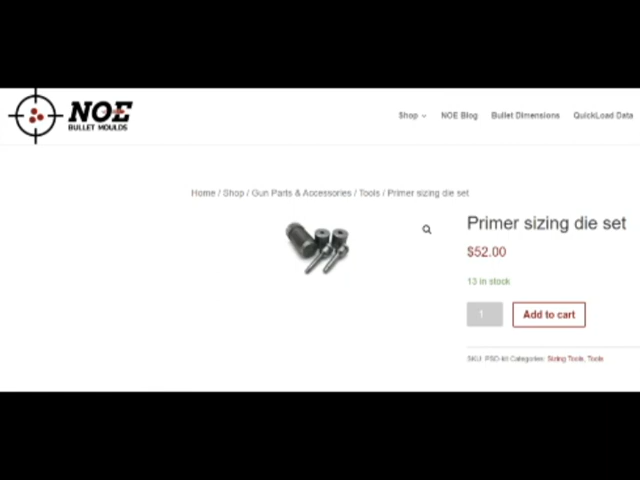 NOE
BULLET MOULDS
Shop NOE Blog Bullet Dimensions QuickLoad Data
Home / Shop / Gun Parts & Accessories / Tools / Primer sizing die set
Primer sizing die set
$52.00
13 in stock
1 Add to cart
SKU: PSD-kit Categories: Sizing Tools, Tools